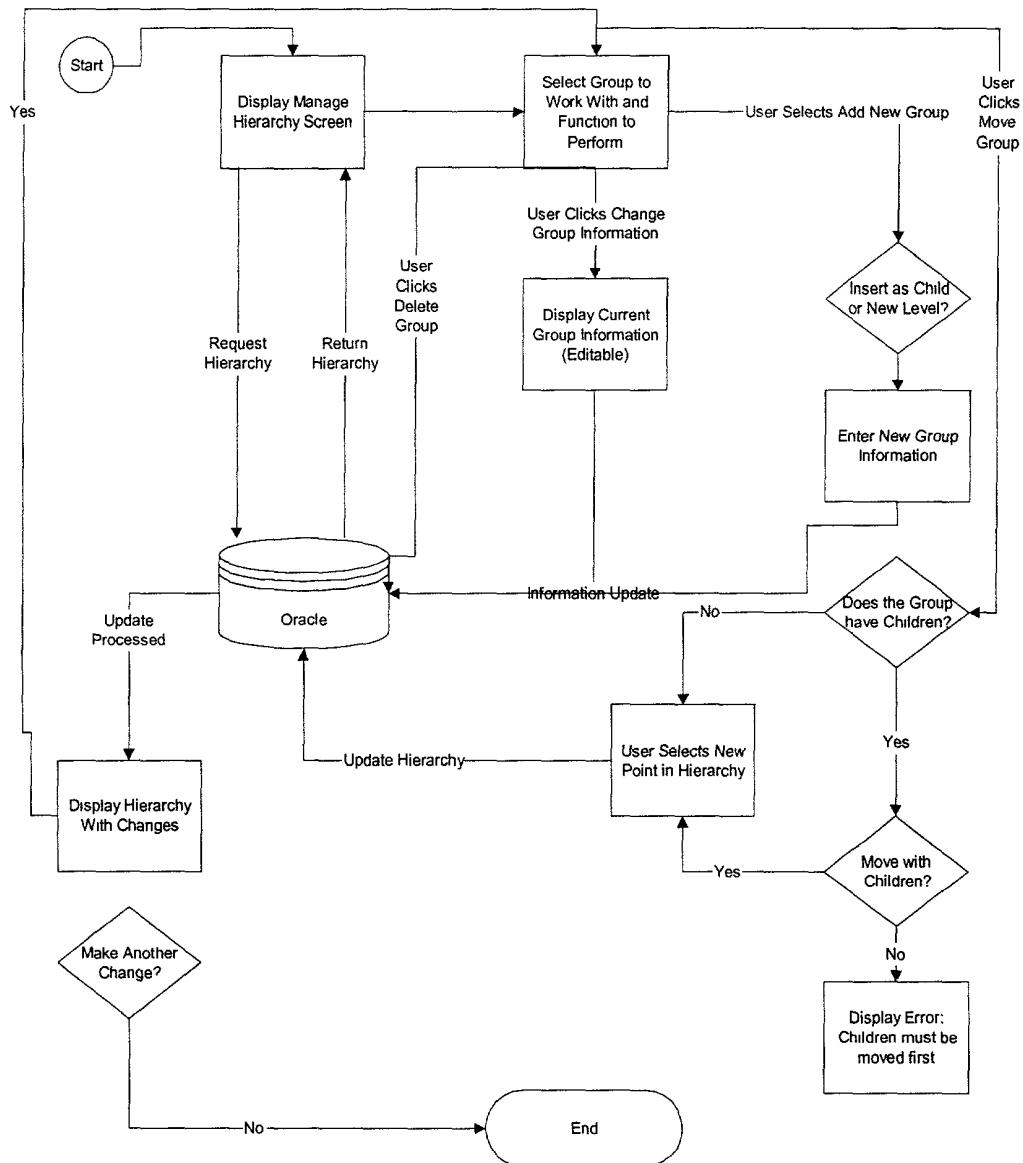 Start
Yes
Display Manage
Hierarchy Screen
Select Group to
Work With and
Function to
Perform
User Selects Add New Group
User
Clicks
Move
Group
User Clicks Change
Group Information
User
Clicks
Delete
Group
Insert as Child
or New Level?
Display Current
Group Information
(Editable)
Request
Hierarchy
Return
Hierarchy
Enter New Group
Information
Oracle
Information Update
Does the Group
have Children?
No
Update
Processed
Yes
User Selects New
Point in Hierarchy
Update Hierarchy
Display Hierarchy
With Changes
Move with
Children?
Yes
No
Make Another
Change?
Display Error:
Children must be
moved first
No
End